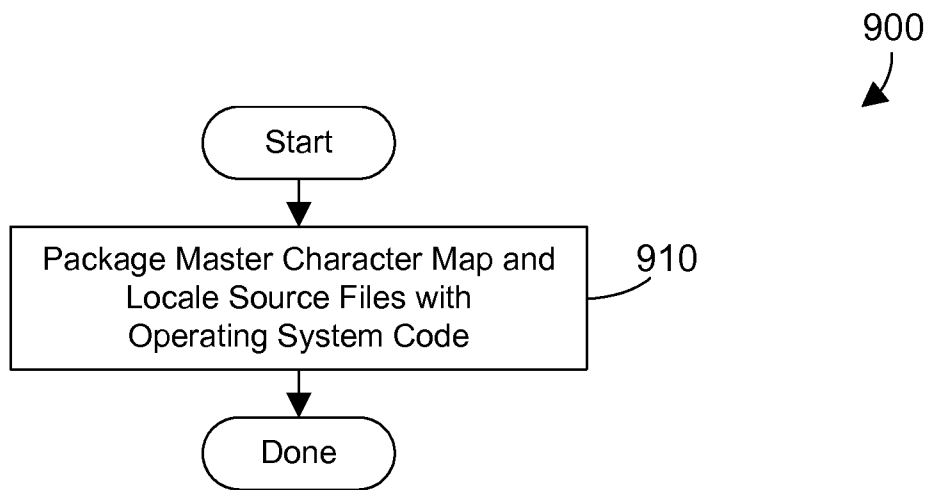 900
Start
Package Master Character Map and
Locale Source Files with
Operating System Code
910
Done